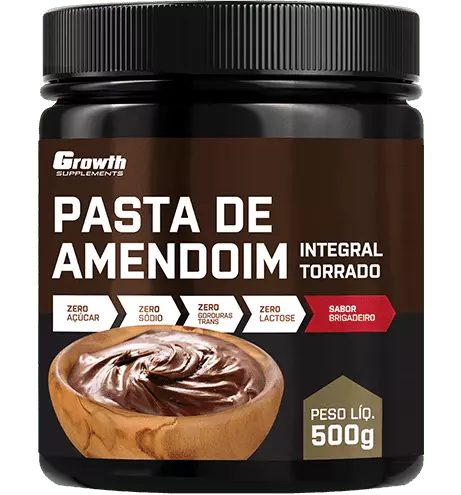 Growth
SUPPLEMENTS
PASTA DE
AMENDOIM
INTEGRAL
TORRADO
ZERO
AÇÚCAR
ZERO
SÓDIO
ZERO
GORDURAS
TRANS
ZERO
LACTOSE
SABOR
BRIGADEIRO
PESO LÍQ.
500g